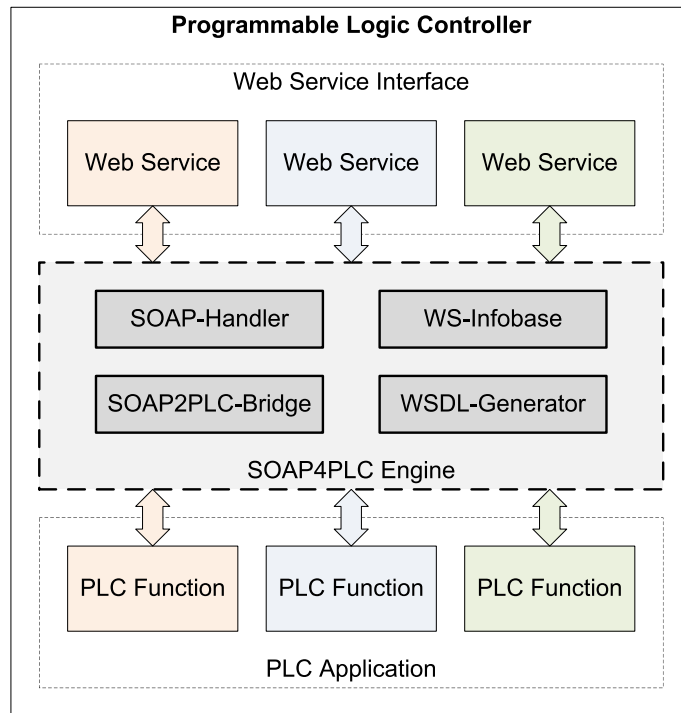 Programmable Logic Controller
Web Service Interface
Web Service
Web Service
Web Service
SOAP-Handler
WS-Infobase
SOAP2PLC-Bridge
WSDL-Generator
SOAP4PLC Engine
PLC Function
PLC Function
PLC Function
PLC Application